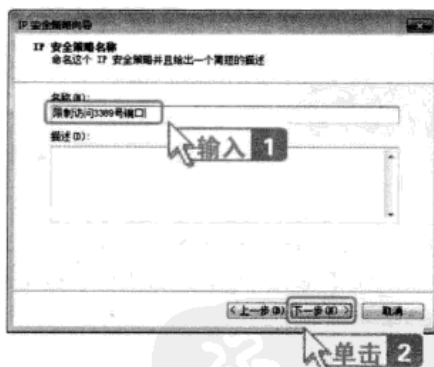 IP 安全策略向导
IP 安全策略名称
命名这个 IP 安全策略并且给出一个简短的描述
名称(M):
限制访问3389号端口
输入 1
描述(D):
<上一步(B) 下一步(N) > 取消
单击 2